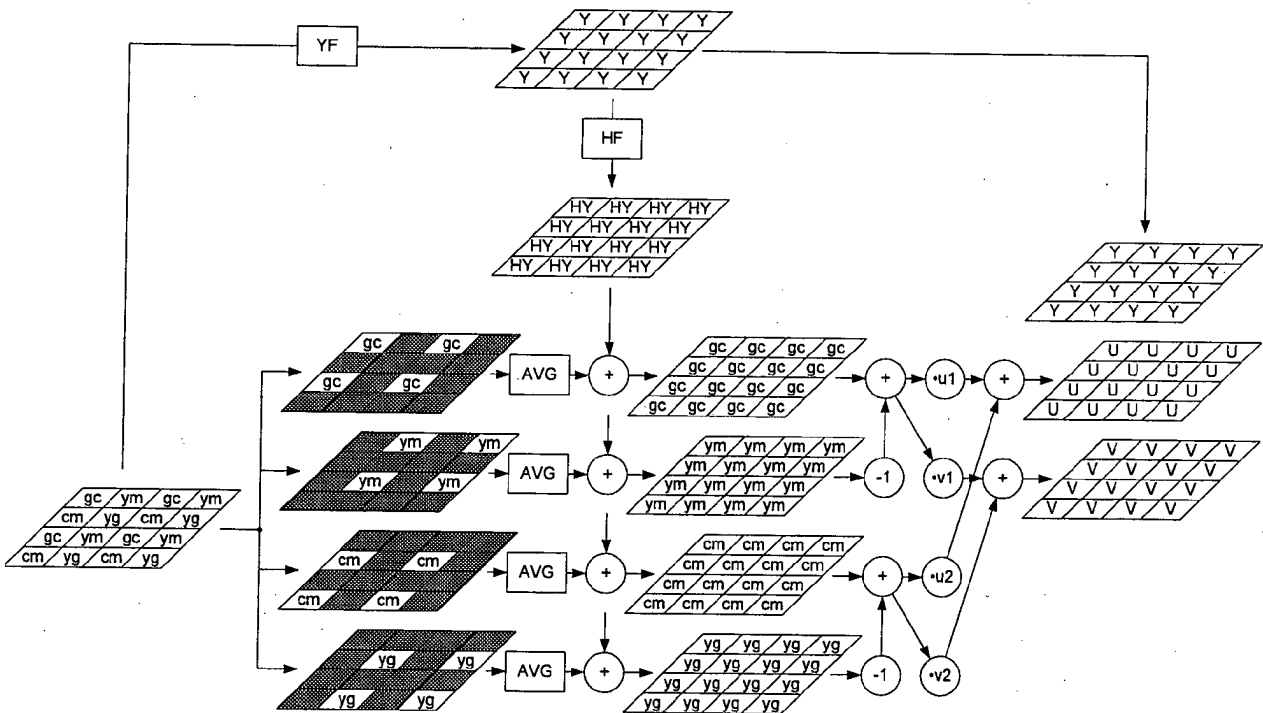 YF
Y Y Y Y
Y Y Y Y
Y Y Y Y
Y Y Y Y
HF
HY HY HY HY
HY HY HY HY
HY HY HY HY
HY HY HY HY
Y Y Y Y
Y Y Y Y
Y Y Y Y
Y Y Y Y
gc gc
gc gc
AVG
+
gc gc gc gc
gc gc gc gc
gc gc gc gc
gc gc gc gc
+
•u1
+
U U U U
U U U U
U U U U
U U U U
ym ym
ym ym
AVG
+
ym ym ym ym
ym ym ym ym
ym ym ym ym
ym ym ym ym
-1
•v1
+
V V V V
V V V V
V V V V
V V V V
gc ym gc ym
cm yg cm yg
gc ym gc ym
cm yg cm yg
cm cm
cm cm
AVG
+
cm cm cm cm
cm cm cm cm
cm cm cm cm
cm cm cm cm
+
•u2
yg yg
yg yg
AVG
+
yg yg yg yg
yg yg yg yg
yg yg yg yg
yg yg yg yg
-1
•v2